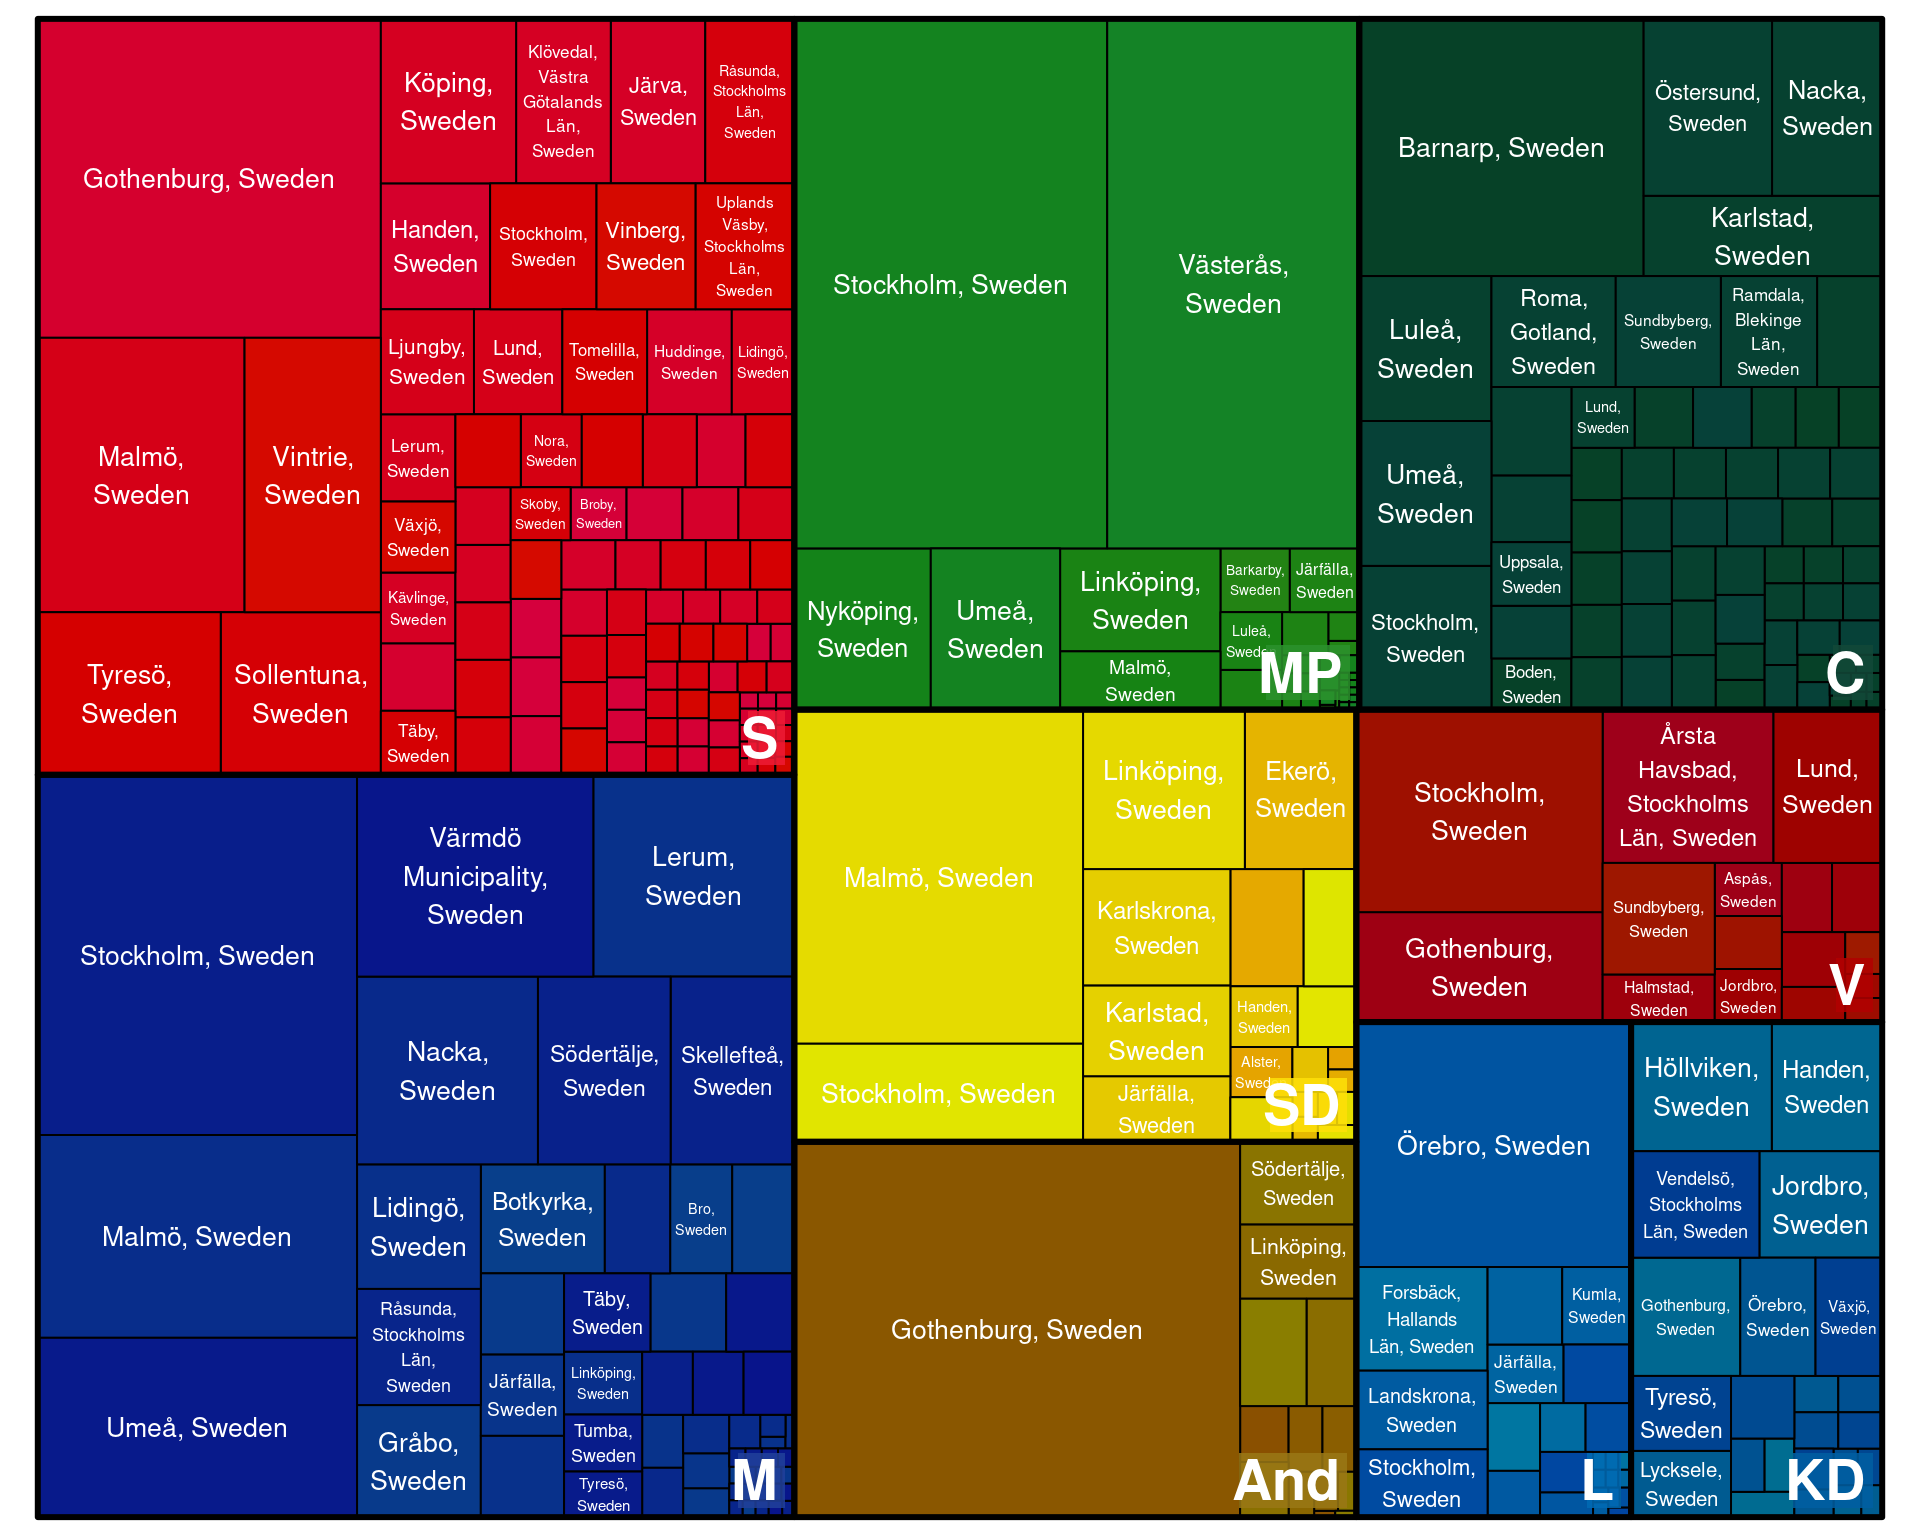 Gothenburg, Sweden
Malmö,
Sweden
Vintrie,
Sweden
Tyresö,
Sweden
Sollentuna,
Sweden
Köping,
Sweden
Klövedal,
Västra
Götalands
Län,
Sweden
Järva,
Sweden
Råsunda,
Stockholms
Län,
Sweden
Handen,
Sweden
Stockholm,
Sweden
Vinberg,
Sweden
Uplands
Väsby,
Stockholms
Län,
Sweden
Ljungby,
Sweden
Lund,
Sweden
Tomelilla,
Sweden
Huddinge,
Sweden
Lidingö,
Sweden
Lerum,
Sweden
Nora,
Sweden
Växjö,
Sweden
Skoby,
Sweden
Broby,
Sweden
Kävlinge,
Sweden
Täby,
Sweden
S
Stockholm, Sweden
Västerås,
Sweden
Nyköping,
Sweden
Umeå,
Sweden
Linköping,
Sweden
Malmö,
Sweden
Barkarby,
Sweden
Järfälla,
Sweden
Luleå,
Sweden
MP
Barnarp, Sweden
Östersund,
Sweden
Nacka,
Sweden
Karlstad,
Sweden
Luleå,
Sweden
Roma,
Gotland,
Sweden
Sundbyberg,
Sweden
Ramdala,
Blekinge
Län,
Sweden
Umeå,
Sweden
Lund,
Sweden
Stockholm,
Sweden
Uppsala,
Sweden
Boden,
Sweden
C
Stockholm, Sweden
Malmö, Sweden
Umeå, Sweden
Värmdö
Municipality,
Sweden
Lerum,
Sweden
Nacka,
Sweden
Södertälje,
Sweden
Skellefteå,
Sweden
Lidingö,
Sweden
Botkyrka,
Sweden
Bro,
Sweden
Råsunda,
Stockholms
Län,
Sweden
Gråbo,
Sweden
Järfälla,
Sweden
Täby,
Sweden
Linköping,
Sweden
Tumba,
Sweden
Tyresö,
Sweden
M
Malmö, Sweden
Stockholm, Sweden
Linköping,
Sweden
Ekerö,
Sweden
Karlskrona,
Sweden
Karlstad,
Sweden
Järfälla,
Sweden
Handen,
Sweden
Alster,
Sweden
SD
Gothenburg, Sweden
Södertälje,
Sweden
Linköping,
Sweden
And
Stockholm,
Sweden
Gothenburg,
Sweden
Årsta
Havsbad,
Stockholms
Län, Sweden
Lund,
Sweden
Sundbyberg,
Sweden
Aspås,
Sweden
Halmstad,
Sweden
Jordbro,
Sweden
V
Örebro, Sweden
Forsbäck,
Hallands
Län, Sweden
Kumla,
Sweden
Järfälla,
Sweden
Landskrona,
Sweden
Stockholm,
Sweden
L
Höllviken,
Sweden
Handen,
Sweden
Vendelsö,
Stockholms
Län, Sweden
Jordbro,
Sweden
Gothenburg,
Sweden
Örebro,
Sweden
Växjö,
Sweden
Tyresö,
Sweden
Lycksele,
Sweden
KD